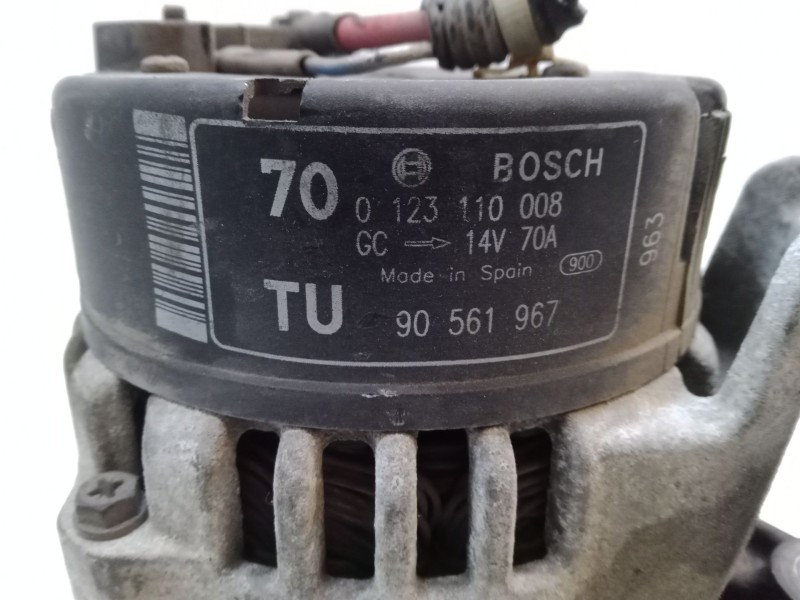 70 BOSCH
0 123 110 008
GC → 14V 70A
Made in Spain 900
TU 90 561 967
963